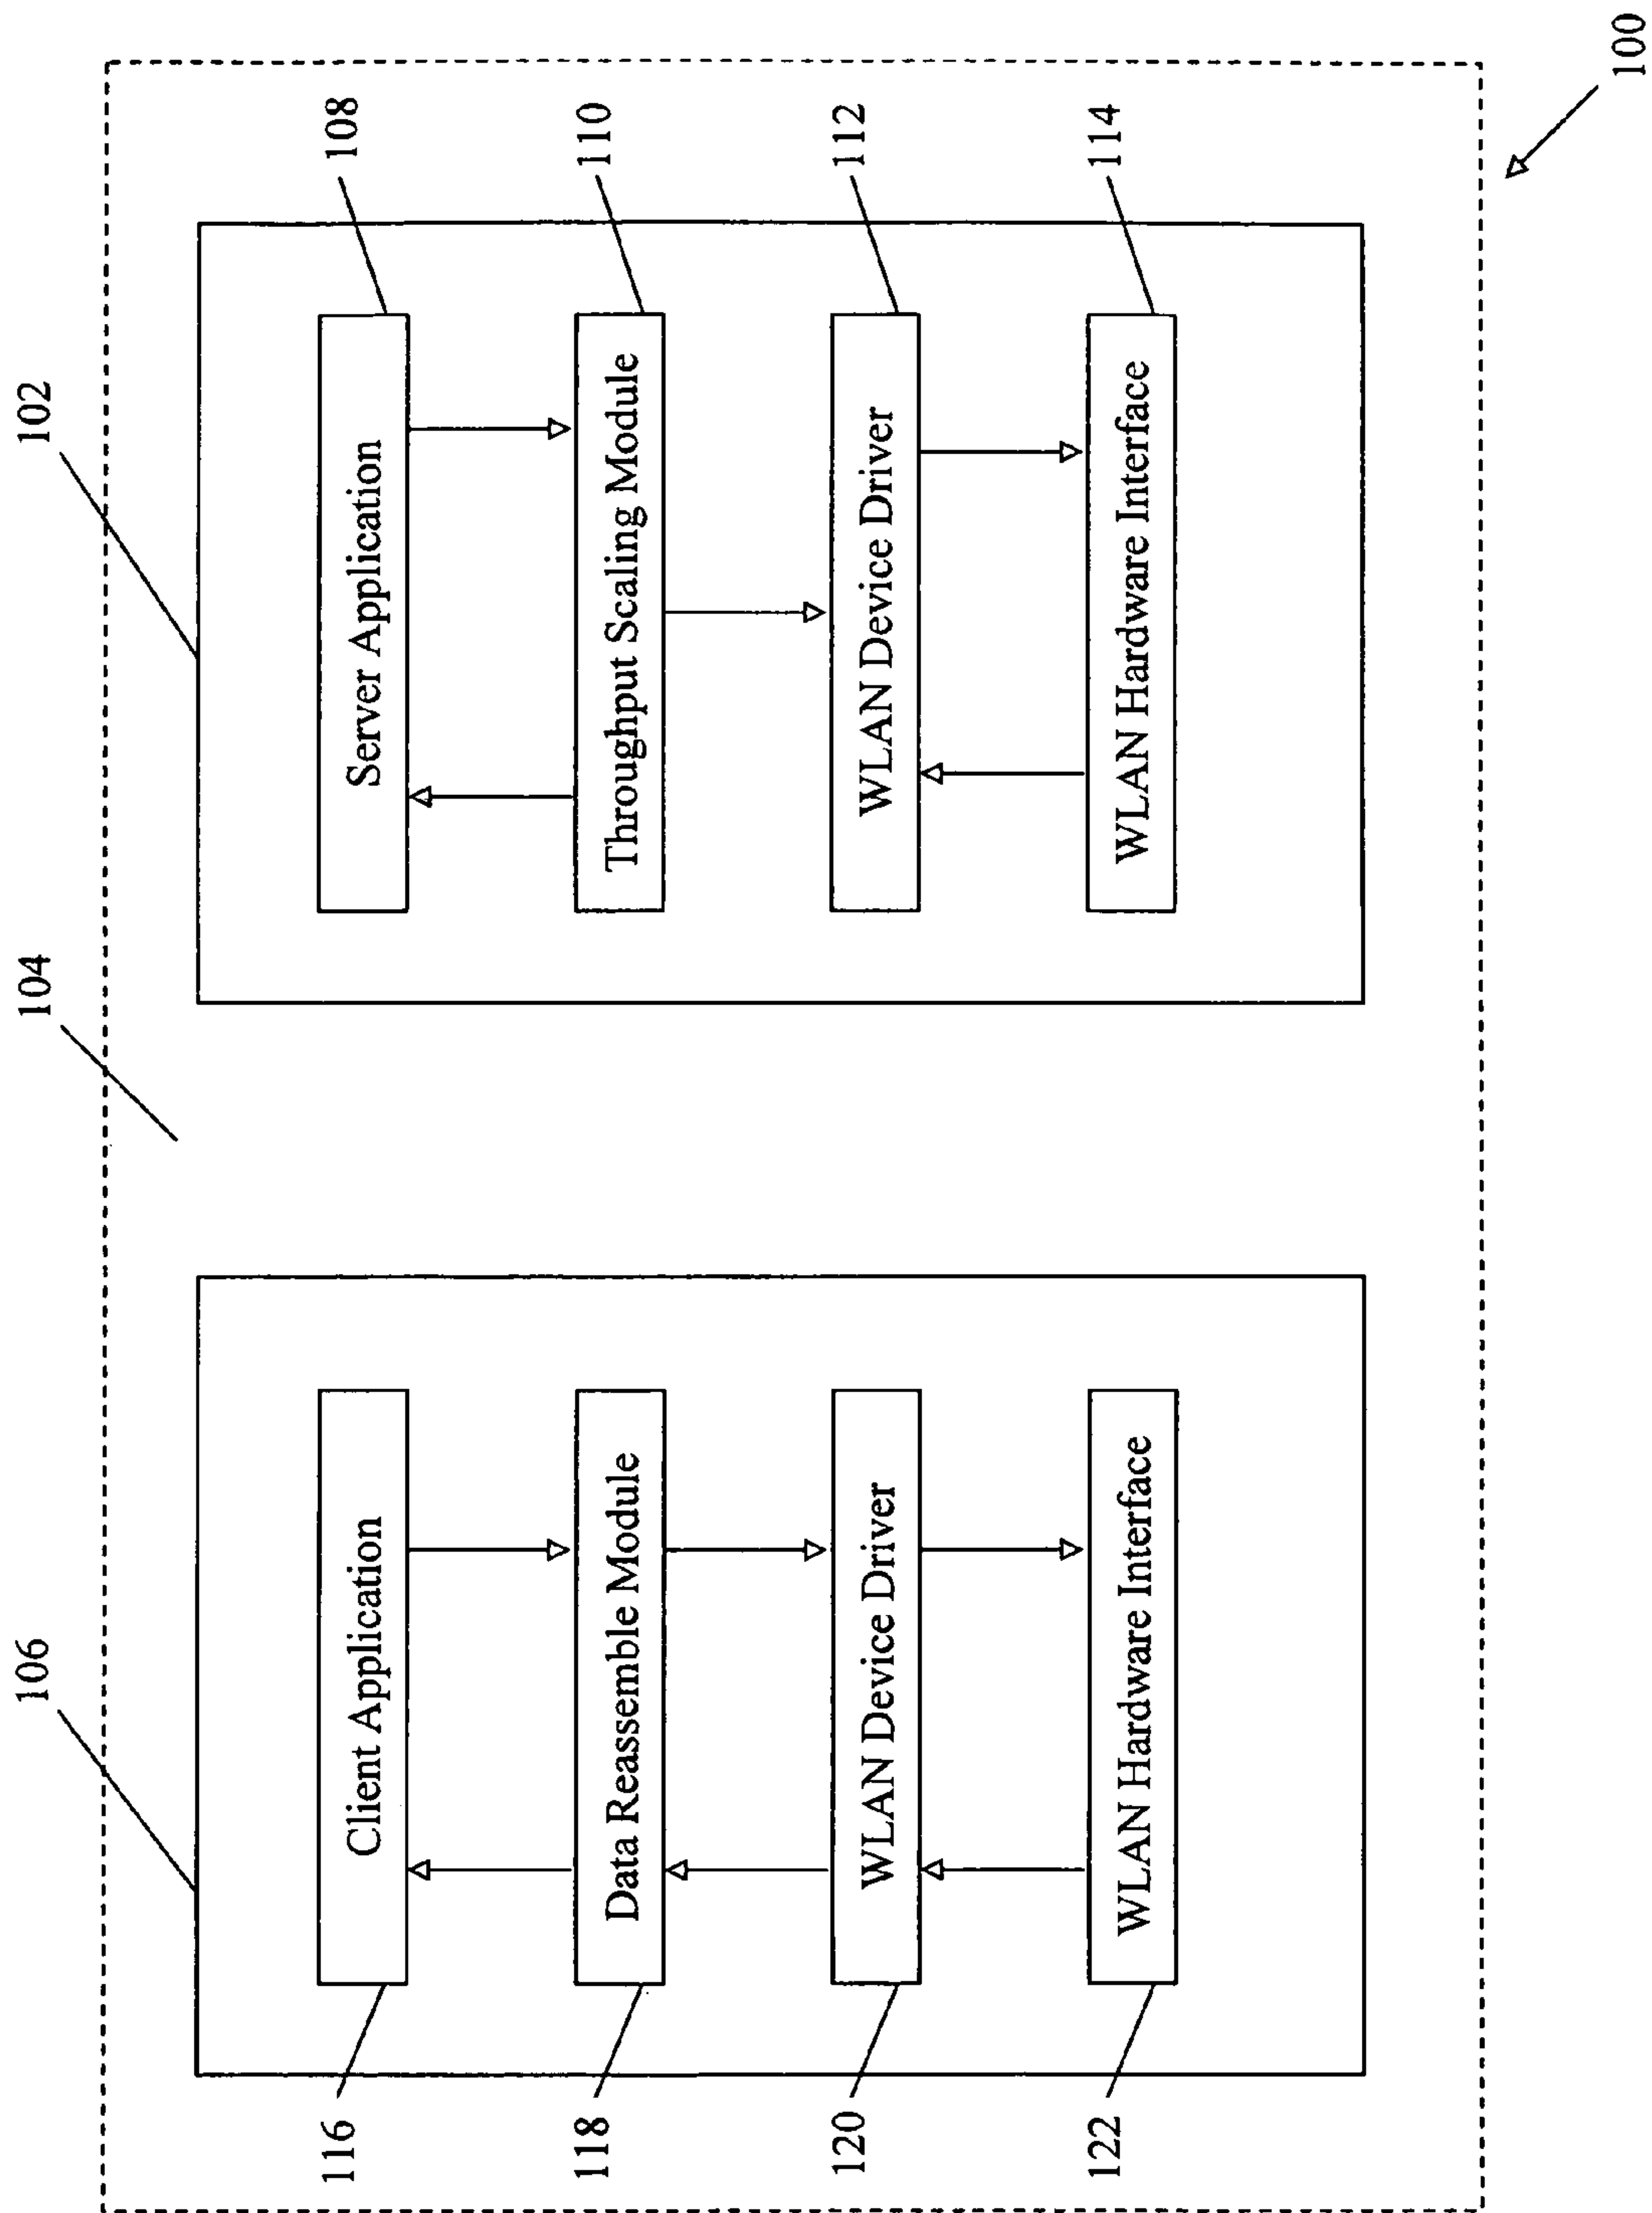 106
104
102
Client Application
Server Application
116
108
Data Reassemble Module
Throughput Scaling Module
118
110
WLAN Device Driver
WLAN Device Driver
120
112
WLAN Hardware Interface
WLAN Hardware Interface
122
114
100